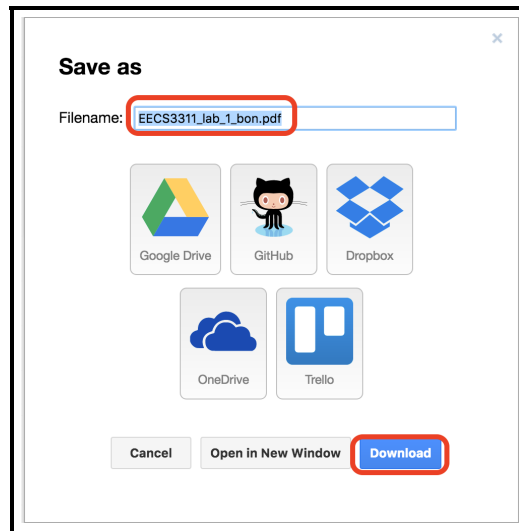 ×
Save as
Filename: EECS3311_lab_1_bon.pdf
Google Drive GitHub Dropbox
OneDrive Trello
Cancel Open in New Window Download